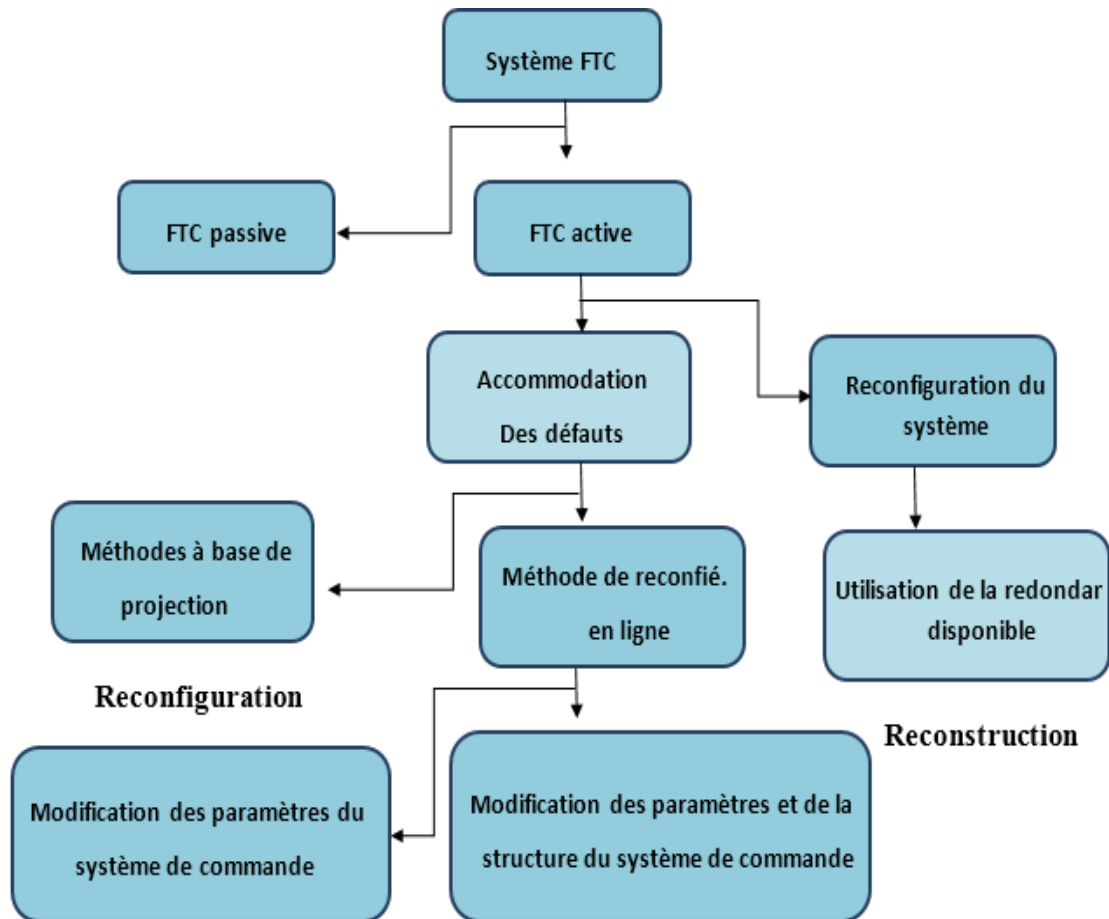 Système FTC
FTC passive
FTC active
Accommodation
Des défauts
Reconfiguration du
système
Méthodes à base de
projection
Méthode de reconfié.
en ligne
Utilisation de la redondar
disponible
Reconfiguration
Reconstruction
Modification des paramètres du
système de commande
Modification des paramètres et de la
structure du système de commande